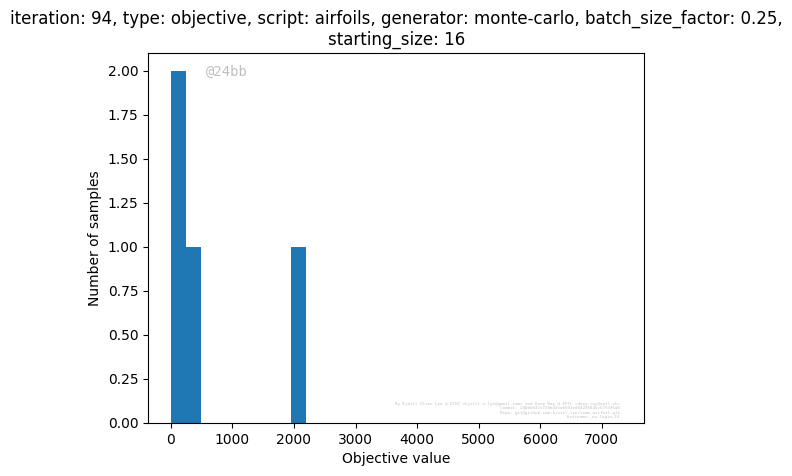 iteration: 94, type: objective, script: airfoils, generator: monte-carlo, batch_size_factor: 0.25,
starting_size: 16
@24bb
2.00
1.75
1.50
1.25
1.00
0.75
0.50
0.25
0.00
Number of samples
0 1000 2000 3000 4000 5000 6000 7000
Objective value